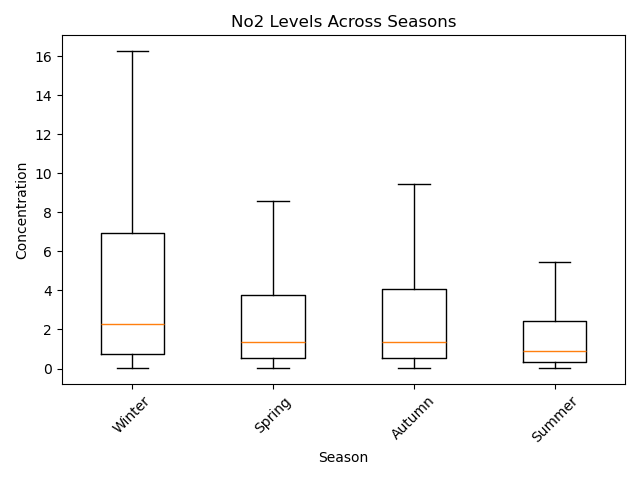 No2 Levels Across Seasons
Concentration
16
14
12
10
8
6
4
2
0
Winter
Spring
Autumn
Summer
Season